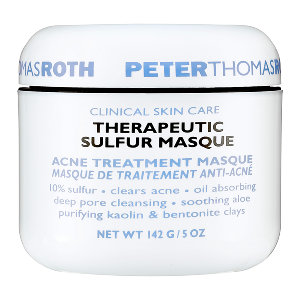 MASROTH PETERTHOMASR
CLINICAL SKIN CARE
THERAPEUTIC
SULFUR MASQUE
ACNE TREATMENT MASQUE
MASQUE DE TRAITEMENT ANTI-ACNÉ
10% sulfur • clears acne • oil absorbing
deep pore cleansing • soothing aloe
purifying kaolin & bentonite clays
NET WT 142 G/5 OZ